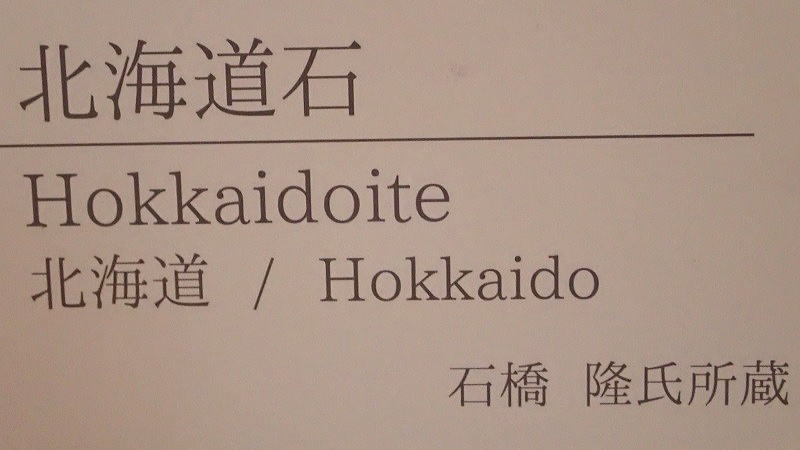 北海道石
Hokkaidoite
北海道 / Hokkaido
石橋 隆氏所蔵